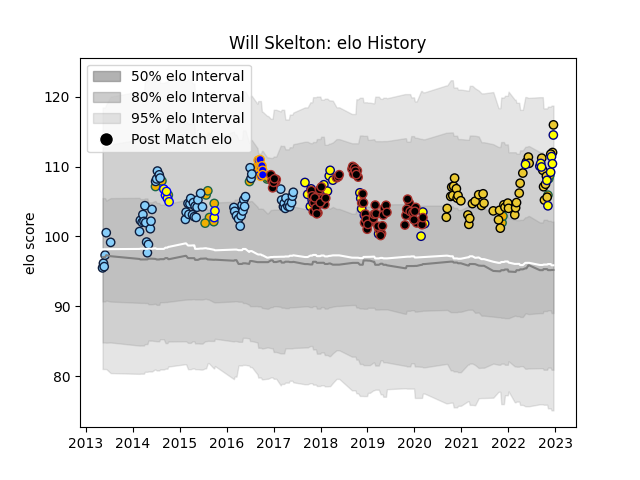 Will Skelton: elo History
50% elo Interval
80% elo Interval
95% elo Interval
Post Match elo
elo score
120
110
100
90
80
2013 2014 2015 2016 2017 2018 2019 2020 2021 2022 2023